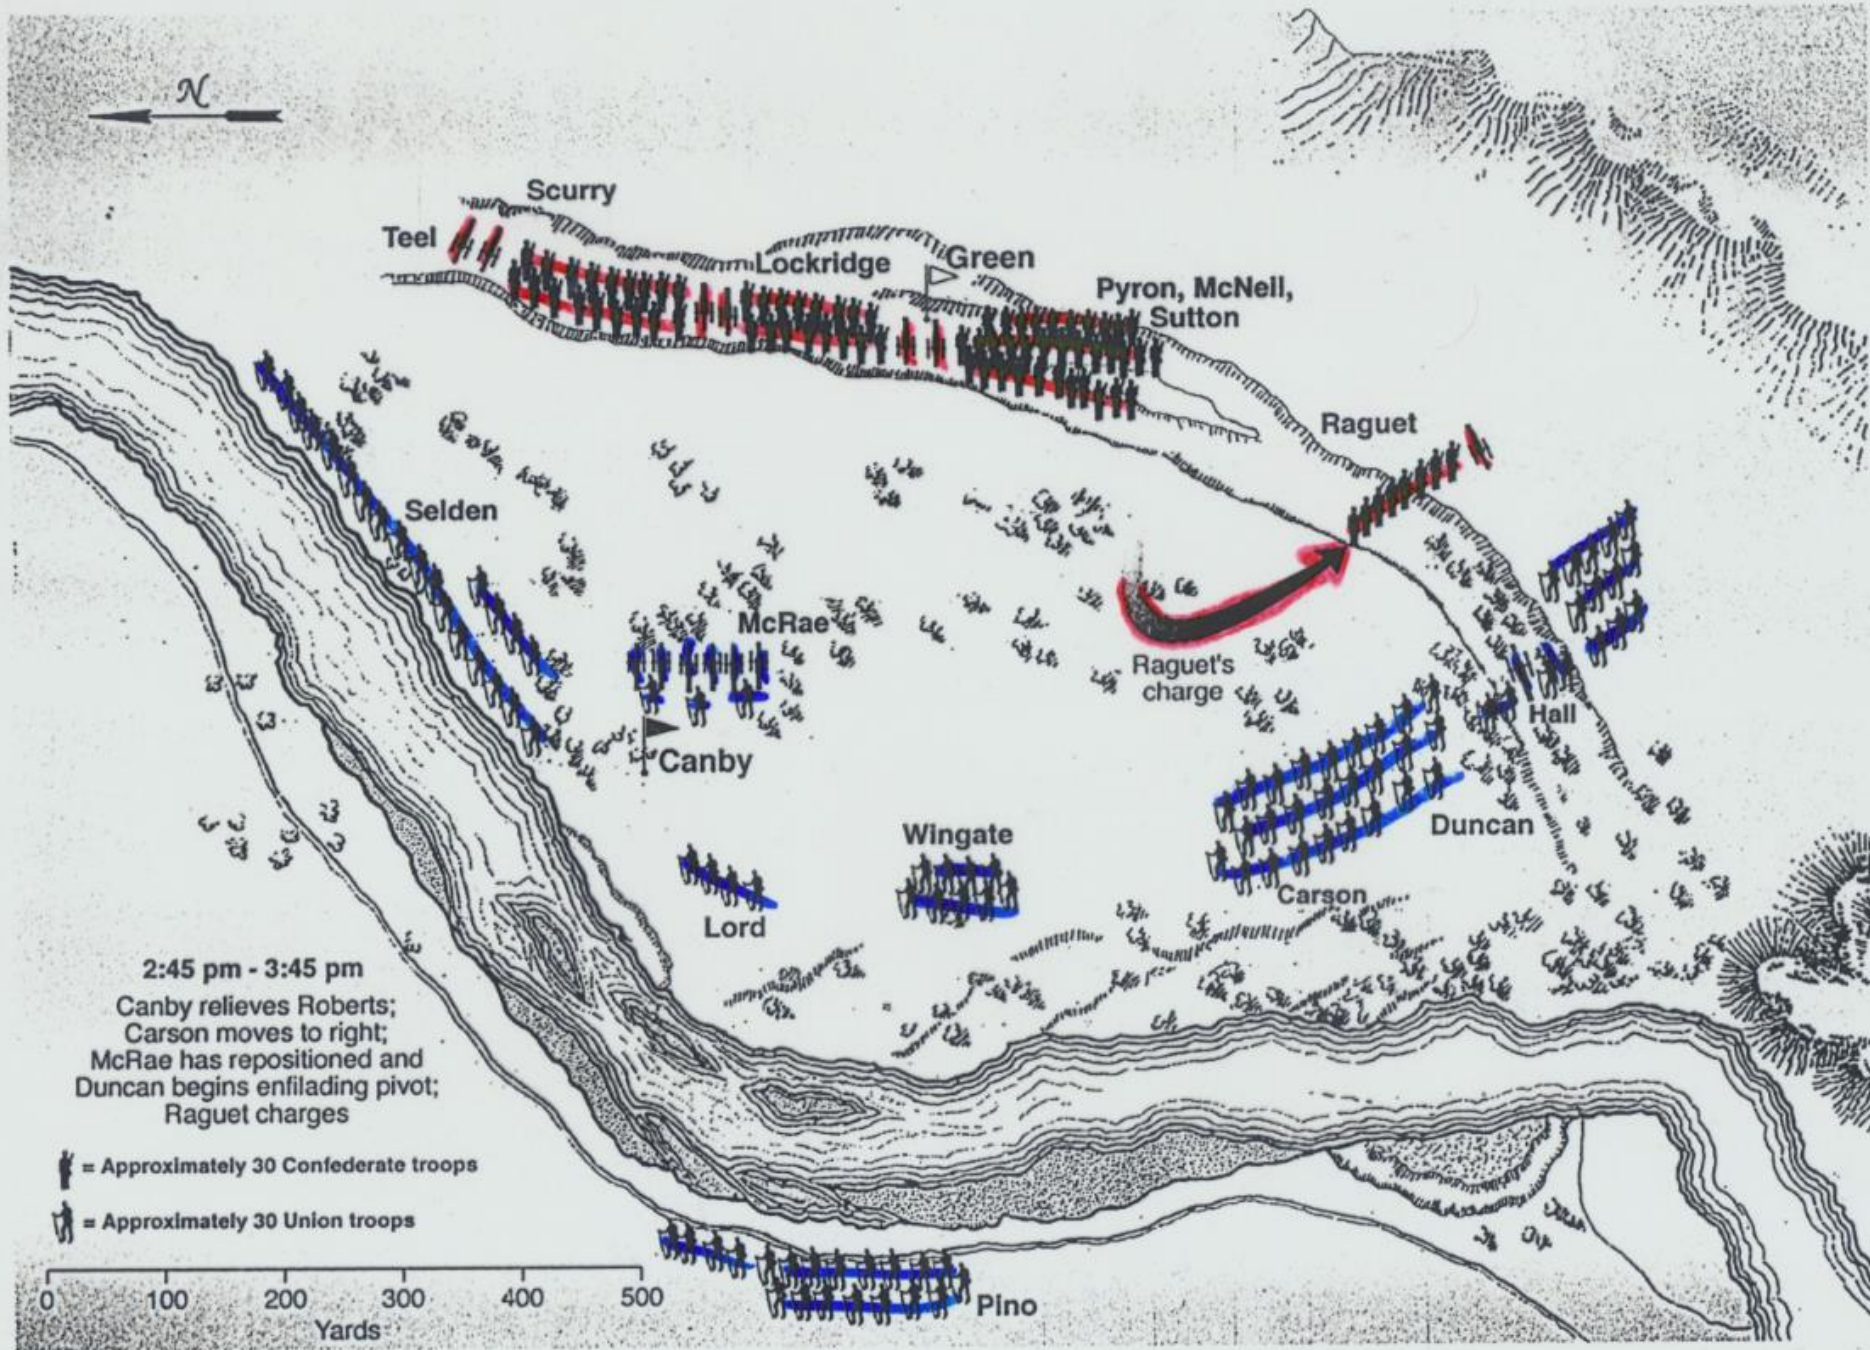 N
Scurry
Teel
Lockridge
Green
Pyron, McNeil,
Sutton
Raguet
Selden
McRae
Raguet's
charge
Hall
Canby
Duncan
Wingate
Carson
Lord
2:45 pm - 3:45 pm
Canby relieves Roberts;
Carson moves to right;
McRae has repositioned and
Duncan begins enfilading pivot;
Raguet charges
= Approximately 30 Confederate troops
= Approximately 30 Union troops
0 100 200 300 400 500
Yards
Pino